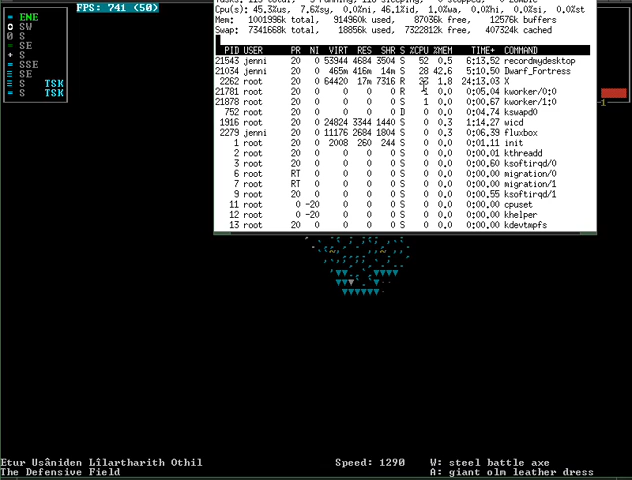 FPS: 741 (50)
ENE
SW
S
SE
S
SSE
SE
S TSK
S TSK
Cpu(s): 45.3%us, 7.6%sy, 0.0%ni, 46.1%id, 1.0%wa, 0.0%hi, 0.0%si, 0.0%st
Mem: 1001996k total, 914960k used, 87036k free, 12576k buffers
Swap: 7341668k total, 18856k used, 7322812k free, 407324k cached
PID USER PR NI VIRT RES SHR S %CPU %MEM TIME+ COMMAND
21543 jenni 20 0 53944 4684 3504 S 52 0.5 6:13.52 recordmydesktop
21034 jenni 20 0 465m 416m 14m S 28 42.6 5:10.50 Dwarf_Fortress
2262 root 20 0 64420 17m 7316 R 23 1.8 24:13.03 X
21781 root 20 0 0 0 0 R 1 0.0 0:05.04 kworker/0:0
21878 root 20 0 0 0 0 S 1 0.0 0:00.67 kworker/1:0
752 root 20 0 0 0 0 D 0 0.0 0:04.74 kswapd0
1916 root 20 0 24824 3344 1440 S 0 0.3 1:14.27 wicd
2279 jenni 20 0 11176 2684 1804 S 0 0.3 0:06.39 fluxbox
1 root 20 0 2008 260 244 S 0 0.0 0:01.11 init
2 root 20 0 0 0 0 S 0 0.0 0:00.01 kthreadd
3 root 20 0 0 0 0 S 0 0.0 0:03.60 ksoftirqd/0
6 root RT 0 0 0 0 S 0 0.0 0:00.00 migration/0
7 root RT 0 0 0 0 S 0 0.0 0:00.00 migration/1
9 root 20 0 0 0 0 S 0 0.0 0:00.55 ksoftirqd/1
11 root 0 -20 0 0 0 S 0 0.0 0:00.00 cpuset
12 root 0 -20 0 0 0 S 0 0.0 0:00.00 khelper
13 root 20 0 0 0 0 S 0 0.0 0:00.00 kdevtmpfs
Etur Usâniden Lîlartharith Othil Speed: 1290 W: steel battle axe
The Defensive Field A: giant olm leather dress